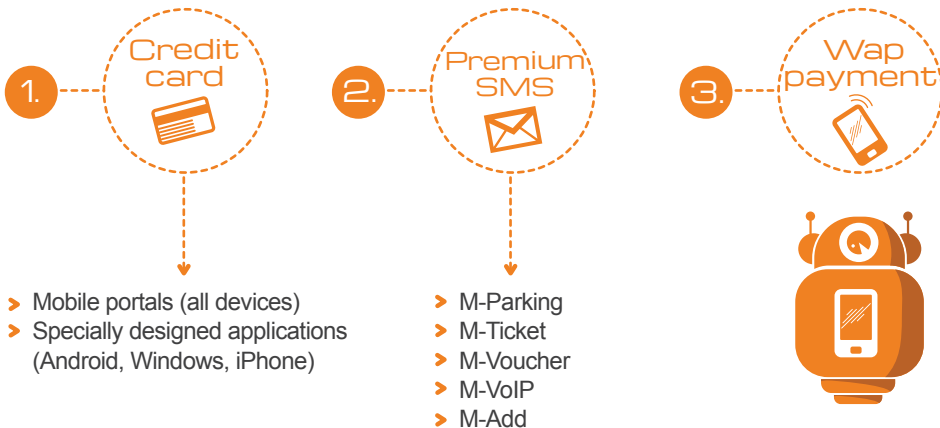 1.
Credit
card
2.
Premium
SMS
3.
Wap
payment
Mobile portals (all devices)
Specially designed applications
(Android, Windows, iPhone)
M-Parking
M-Ticket
M-Voucher
M-VoIP
M-Add